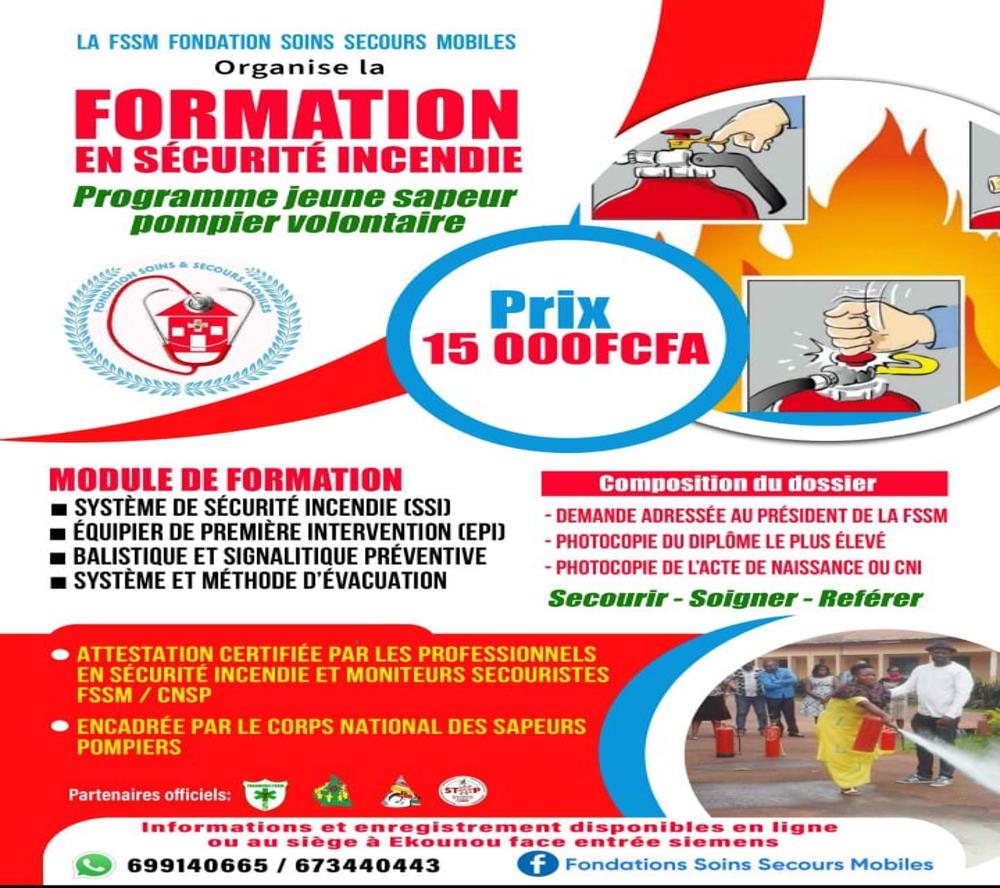 LA FSSM FONDATION SOINS SECOURS MOBILES
Organise la
FORMATION
EN SÉCURITÉ INCENDIE
Programme jeune sapeur
pompier volontaire
FONDATION SOINS & SECOURS MOBILES
Prix
15 000FCFA
MODULE DE FORMATION
■ SYSTÈME DE SÉCURITÉ INCENDIE (SSI)
■ ÉQUIPIER DE PREMIÈRE INTERVENTION (EPI)
■ BALISTIQUE ET SIGNALITIQUE PRÉVENTIVE
■ SYSTÈME ET MÉTHODE D'ÉVACUATION
Composition du dossier
- DEMANDE ADRESSÉE AU PRÉSIDENT DE LA FSSM
- PHOTOCOPIE DU DIPLÔME LE PLUS ÉLEVÉ
- PHOTOCOPIE DE L'ACTE DE NAISSANCE OU CNI
Secourir - Soigner - Reférer
● ATTESTATION CERTIFIÉE PAR LES PROFESSIONNELS
EN SÉCURITÉ INCENDIE ET MONITEURS SECOURISTES
FSSM / CNSP
● ENCADRÉE PAR LE CORPS NATIONAL DES SAPEURS
POMPIERS
Partenaires officiels:
Informations et enregistrement disponibles en ligne
ou au siège à Ekounou face entrée siemens
699140665 / 673440443
Fondations Soins Secours Mobiles